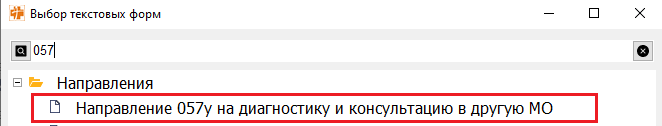 Выбор текстовых форм
057
Направления
Направление 057у на диагностику и консультацию в другую МО